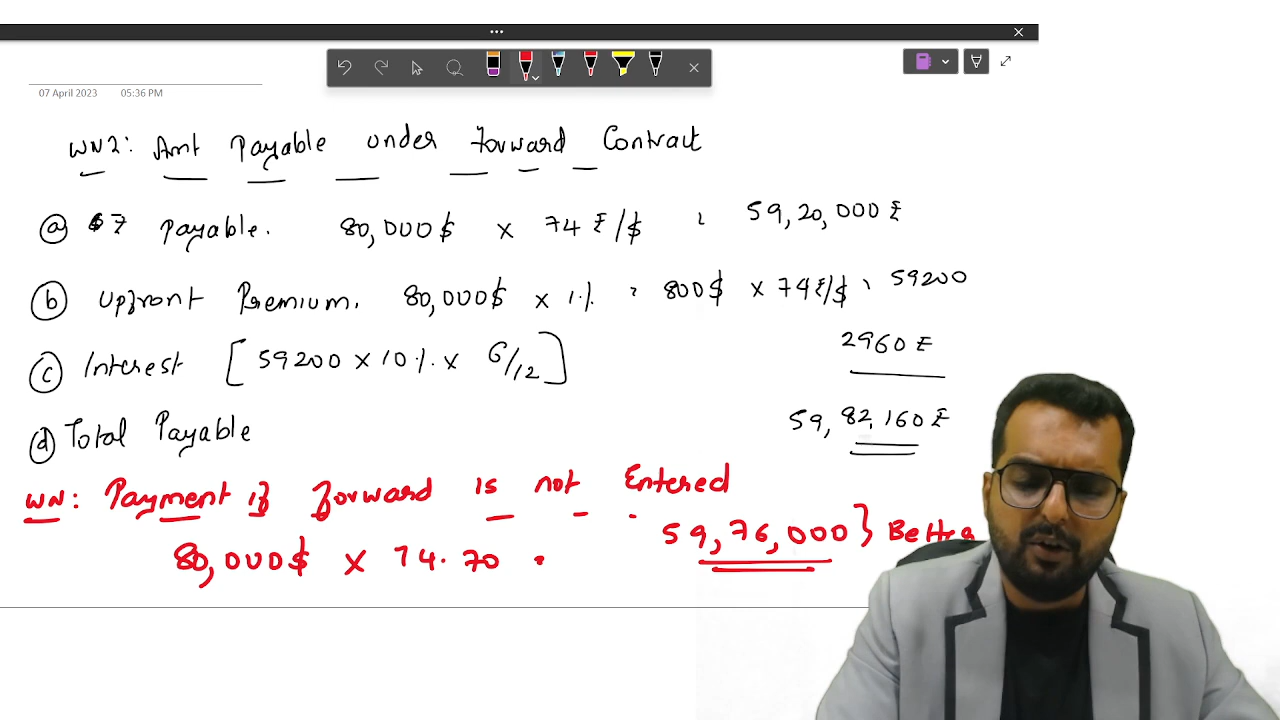 07 April 2023 05:36 PM
WN2: Amt Payable under Forward Contract
(a) ₹ Payable. 80,000$ x 74 ₹/$ = 59,20,000 ₹
(b) Upfront Premium. 80,000$ x 1% = 800$ x 74₹/$ = 59200
(c) Interest [59200 x 10% x 6/12] 2960 ₹
(d) Total Payable 59,82,160 ₹
WN: Payment if forward is not Entered
80,000$ x 74.70 = 59,76,000} Better